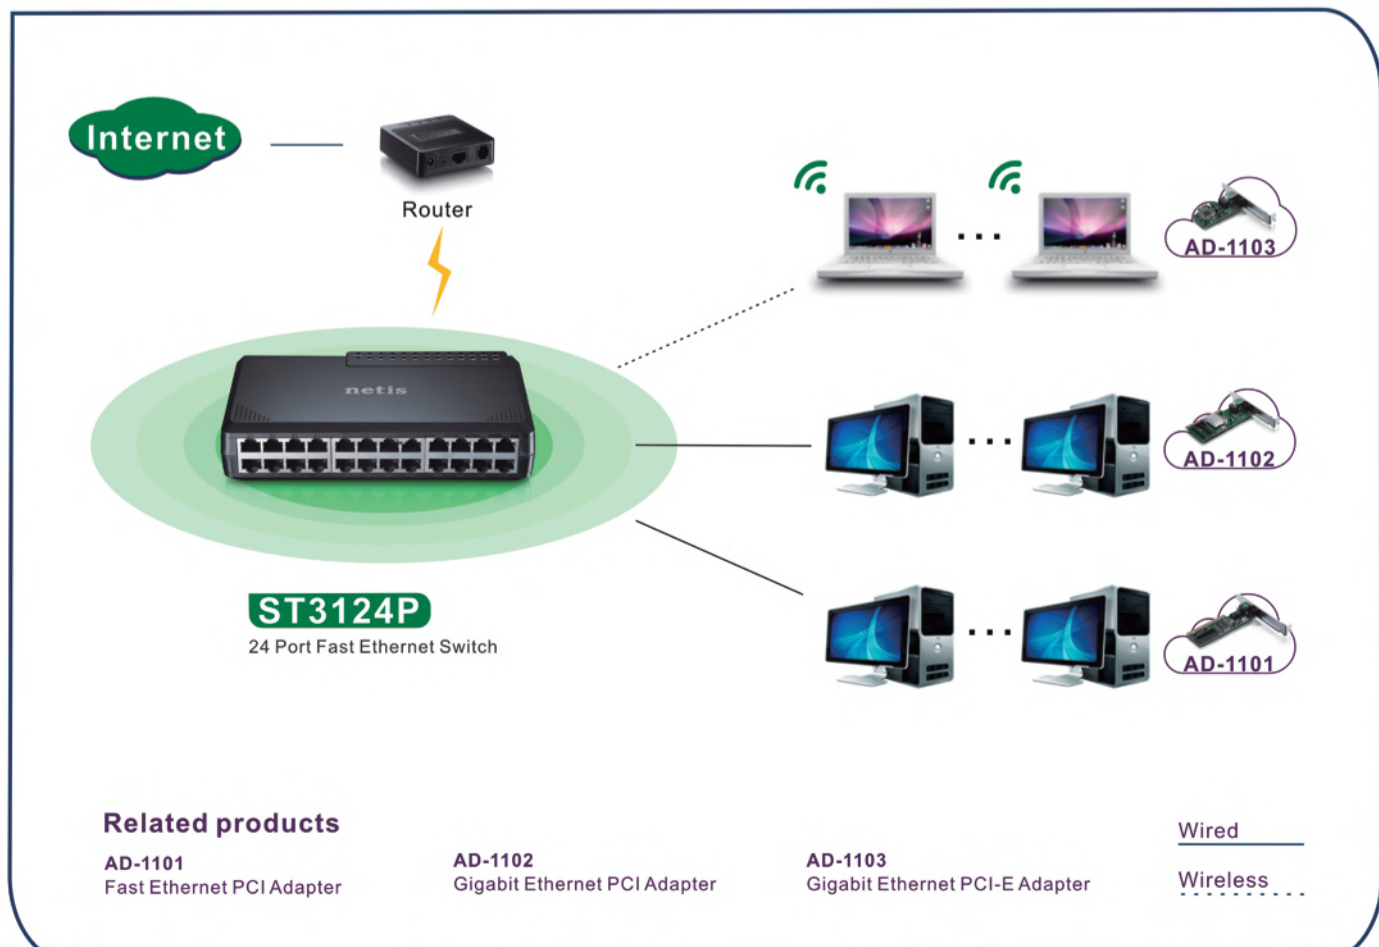 Internet
Router
AD-1103
netis
AD-1102
ST3124P
24 Port Fast Ethernet Switch
AD-1101
Related products
AD-1101
Fast Ethernet PCI Adapter
AD-1102
Gigabit Ethernet PCI Adapter
AD-1103
Gigabit Ethernet PCI-E Adapter
Wired
Wireless